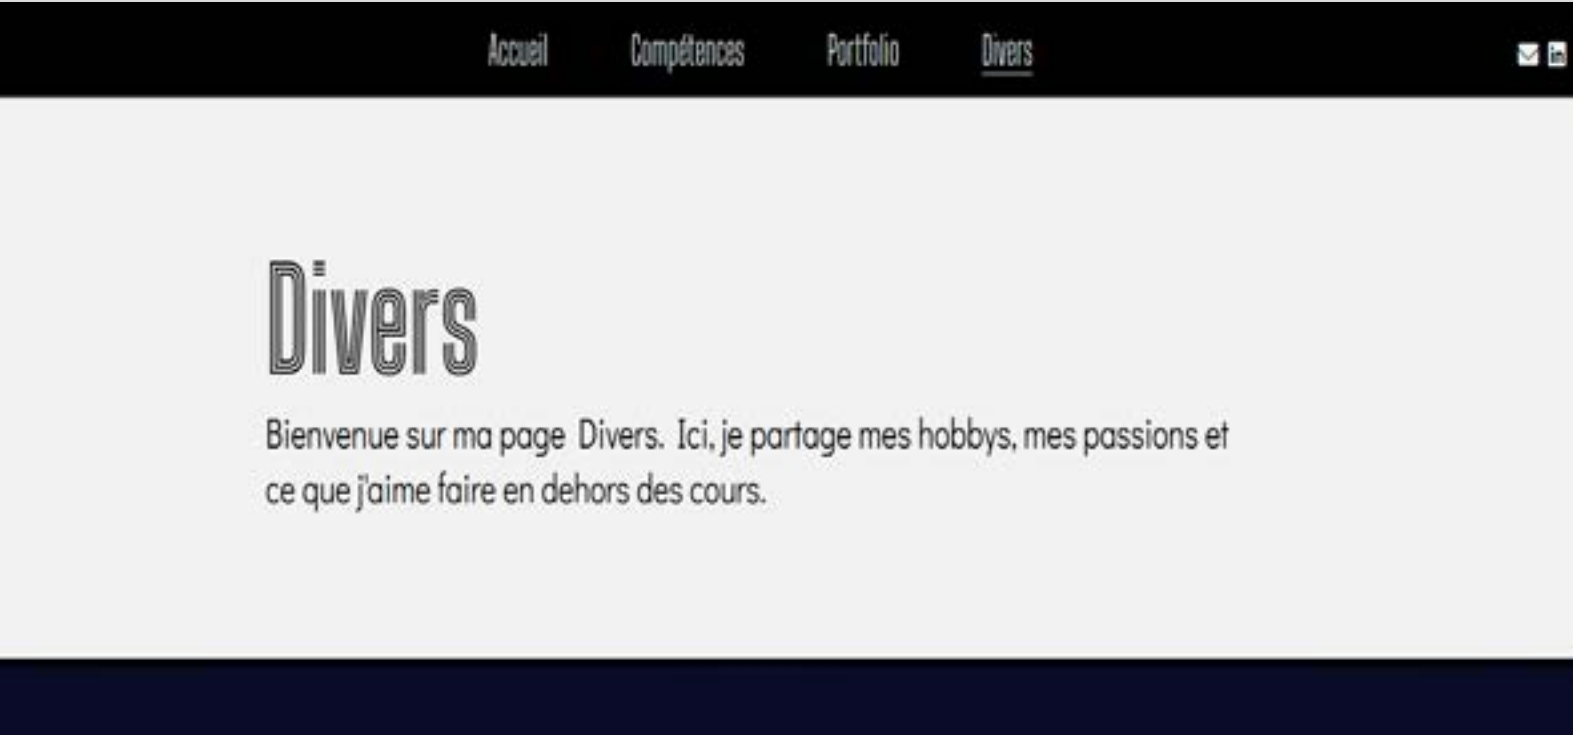 Accueil Compétences Portfolio Divers
Divers
Bienvenue sur ma page Divers. Ici, je partage mes hobbys, mes passions et
ce que j'aime faire en dehors des cours.